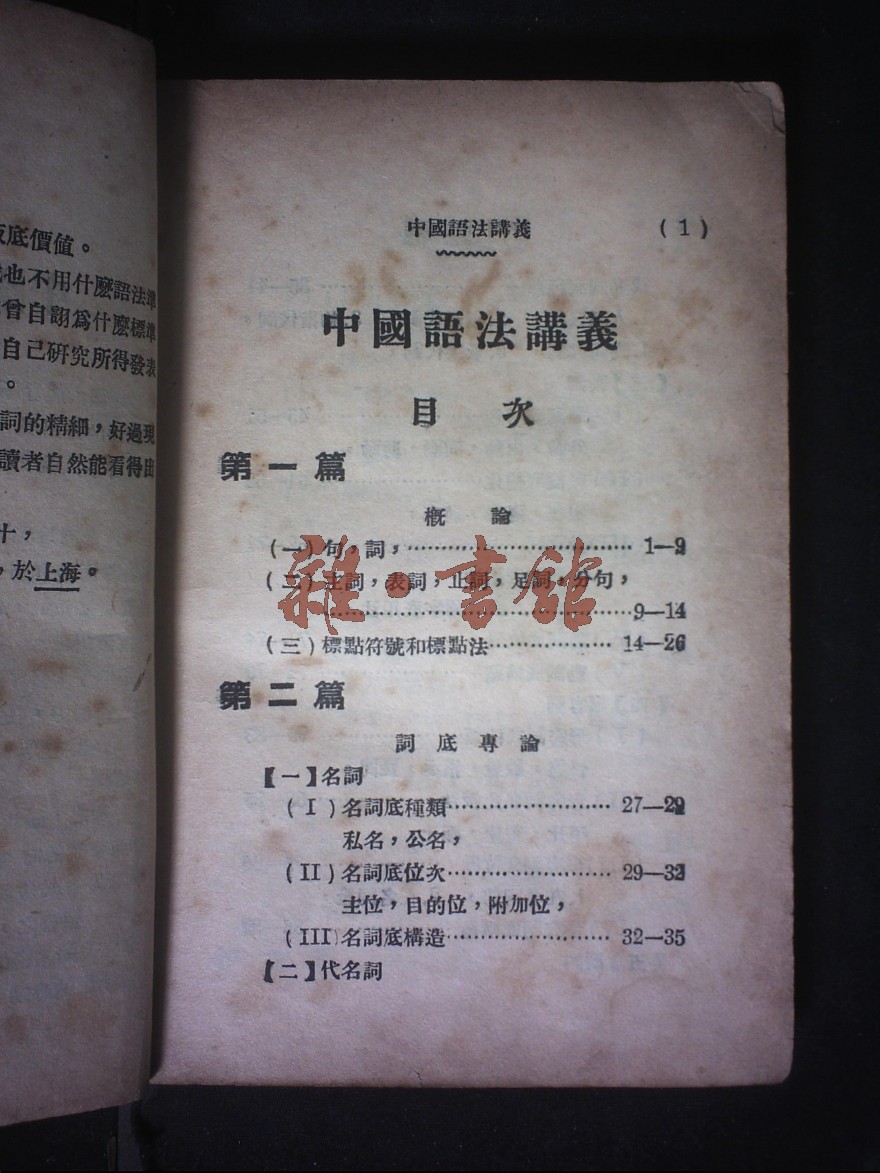 中國語法講義 (1)
中國語法講義
目次
第一篇
概論
(一)句，詞，…………………………… 1—9
(二)主詞，表詞，止詞，足詞，分句，
……………………………………9—14
(三)標點符號和標點法……………… 14—26
第二篇
詞底專論
【一】名詞
(I)名詞底種類…………………… 27—29
私名，公名，
(II)名詞底位次…………………… 29—32
主位，目的位，附加位，
(III)名詞底構造…………………… 32—35
【二】代名詞
底價值。
也不用什麽語法準
曾自詡爲什麽標準
自己研究所得發表
。
詞的精細，好過現
讀者自然能看得出
十，
，於上海。
雜·書館